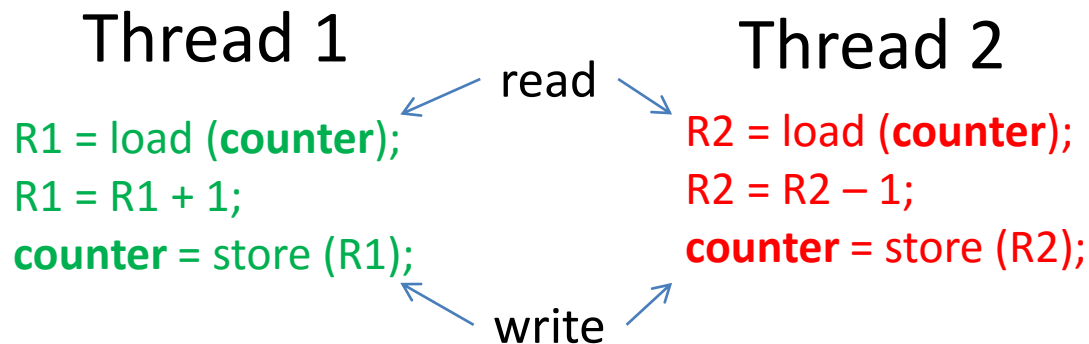 Thread 1
R1 = load (counter);
R1 = R1 + 1;
counter = store (R1);
read
write
Thread 2
R2 = load (counter);
R2 = R2 – 1;
counter = store (R2);